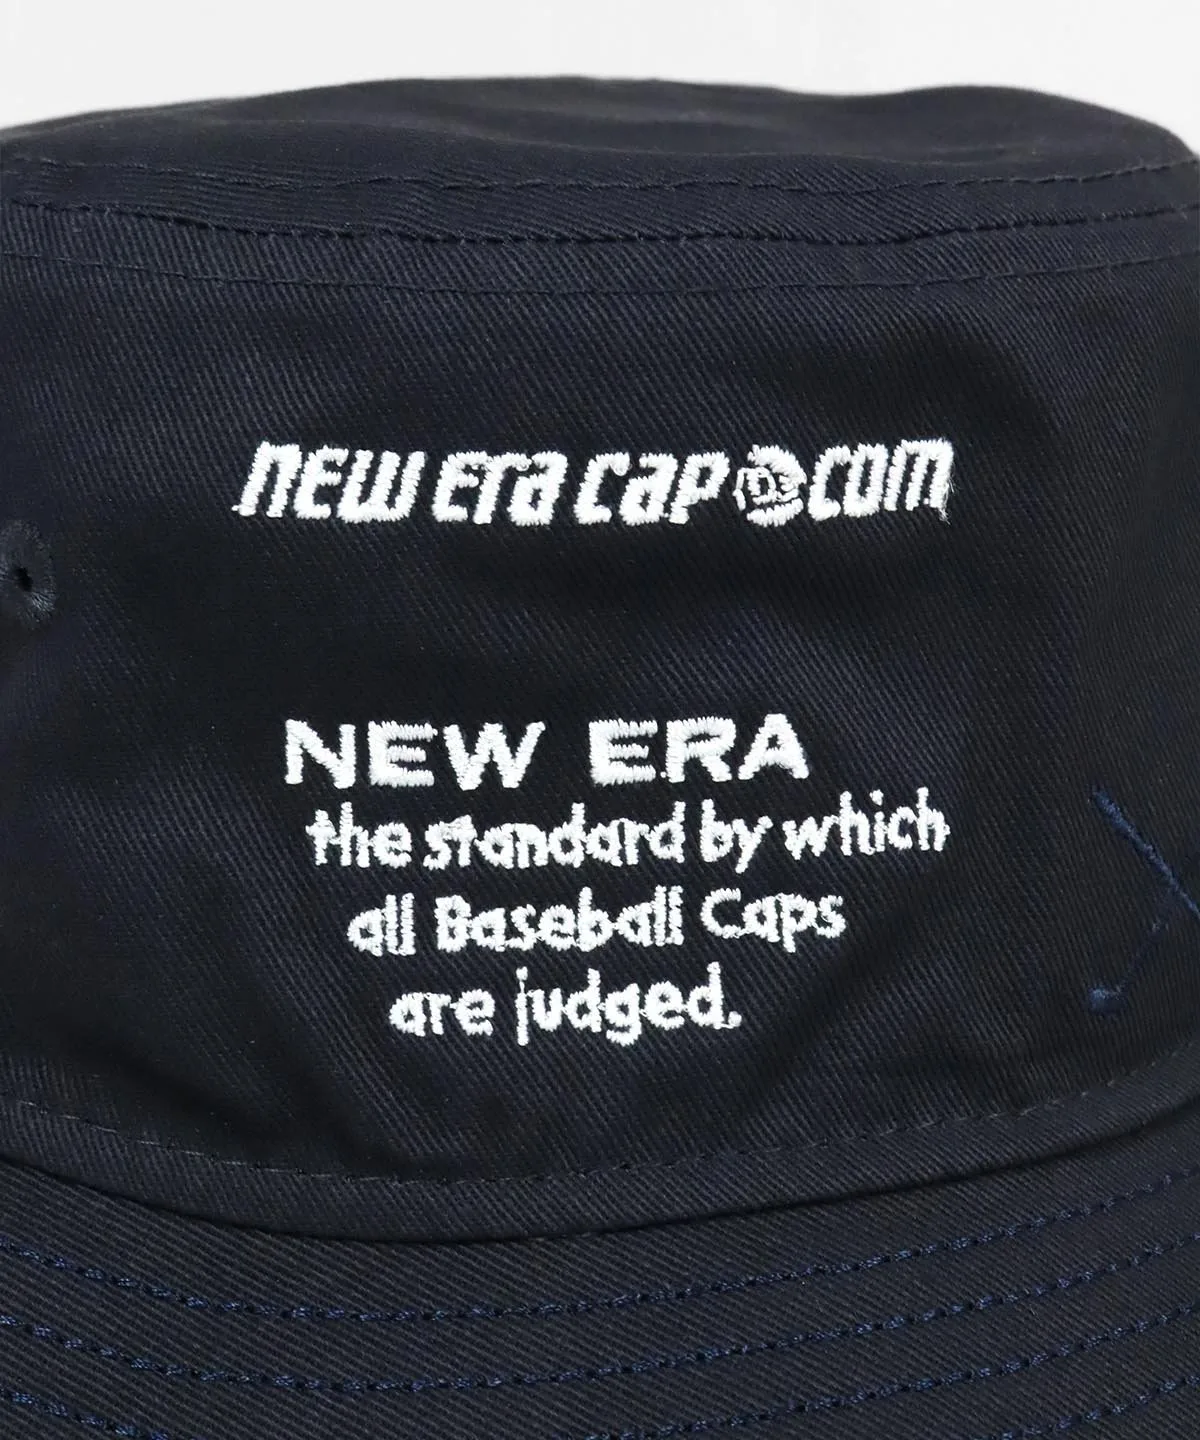 new era cap.com
NEW ERA
the standard by which
all Baseball Caps
are judged.